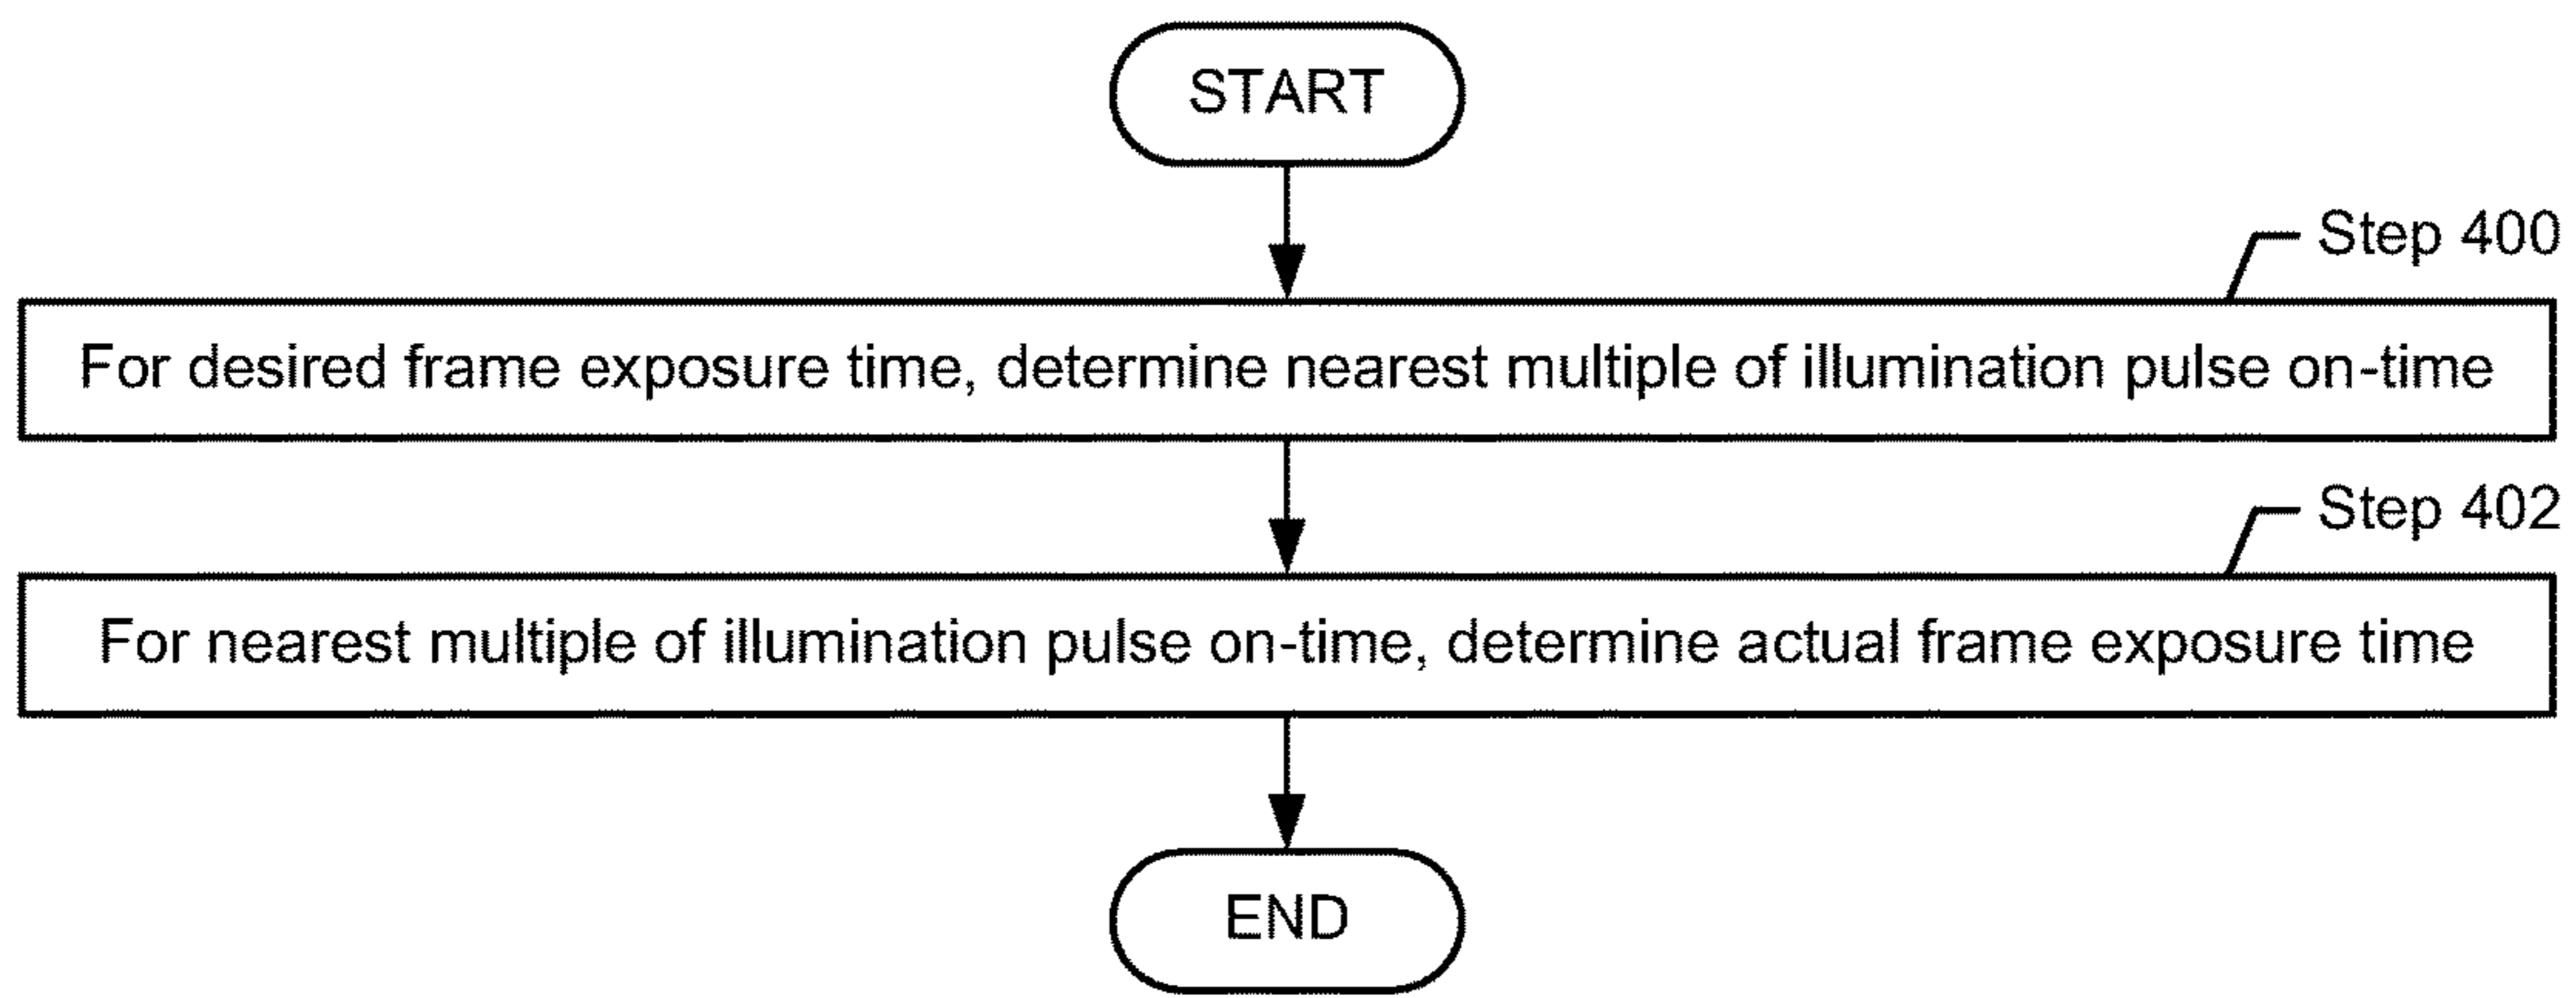 START
Step 400
For desired frame exposure time, determine nearest multiple of illumination pulse on-time
Step 402
For nearest multiple of illumination pulse on-time, determine actual frame exposure time
END